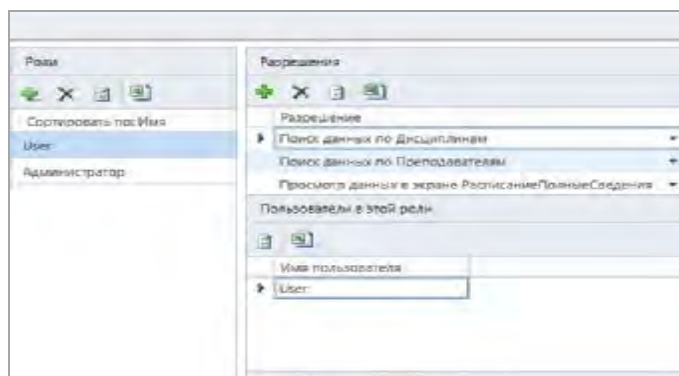 Роли
Сортировать по: Имя
User
Администратор
Разрешения
Разрешение
Поиск данных по Дисциплинам
Поиск данных по Преподавателям
Просмотр данных в экране РасписаниеПолныеСведения
Пользователи в этой роли
Имя пользователя
User